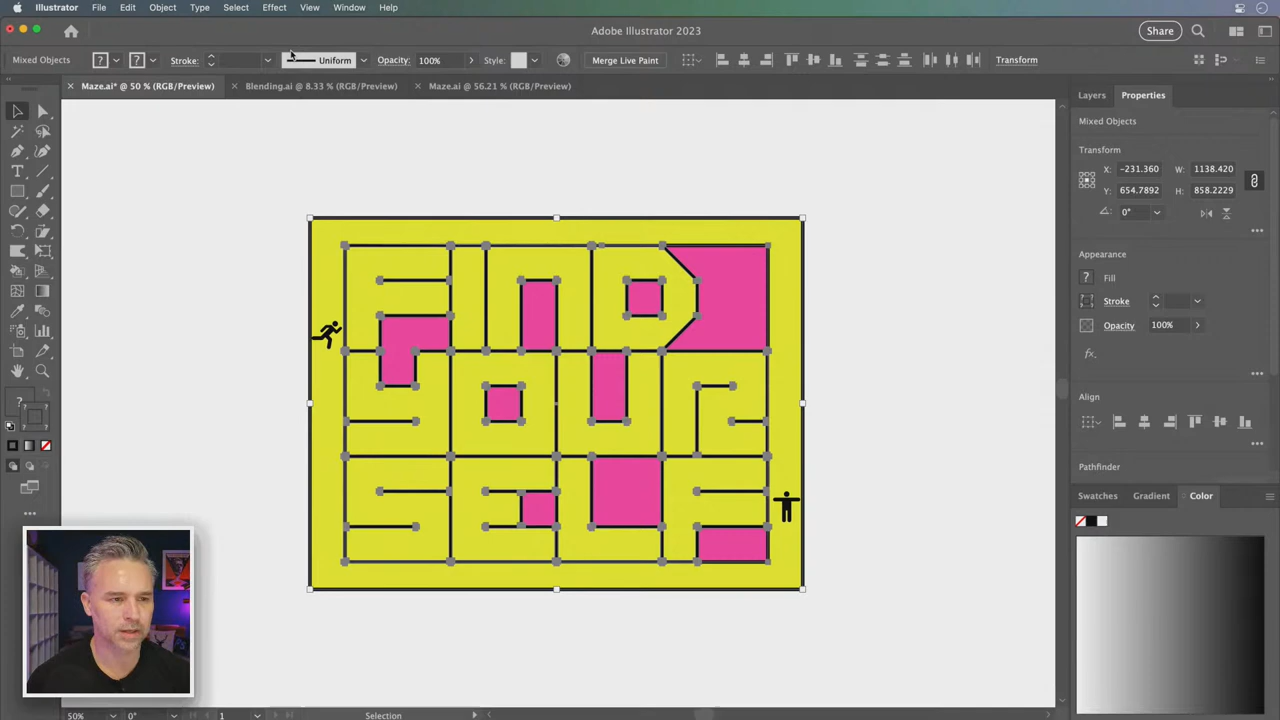 Illustrator File Edit Object Type Select Effect View Window Help
Adobe Illustrator 2023
Share
Mixed Objects ? ? Stroke: Uniform Opacity: 100% Style: Merge Live Paint Transform
Maze.ai* @ 50 % (RGB/Preview) Blending.ai @ 8.33 % (RGB/Preview) Maze.ai @ 56.21 % (RGB/Preview)
Layers Properties
Mixed Objects
Transform
X: -231.360 W: 1138.420
Y: 654.7892 H: 858.2229
0°
Appearance
? Fill
Stroke
Opacity 100%
fx.
Align
Pathfinder
Swatches Gradient Color
50% 0° 1 Selection